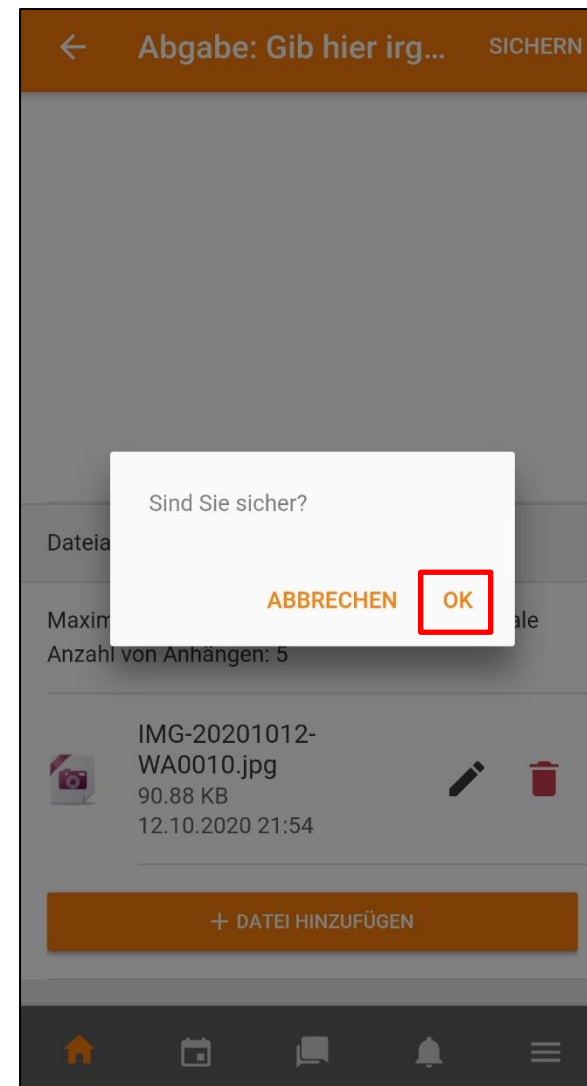 Abgabe: Gib hier irg... SICHERN
Sind Sie sicher?
ABBRECHEN OK
Dateia
Maxim ale
Anzahl von Anhängen: 5
IMG-20201012-
WA0010.jpg
90.88 KB
12.10.2020 21:54
+ DATEI HINZUFÜGEN